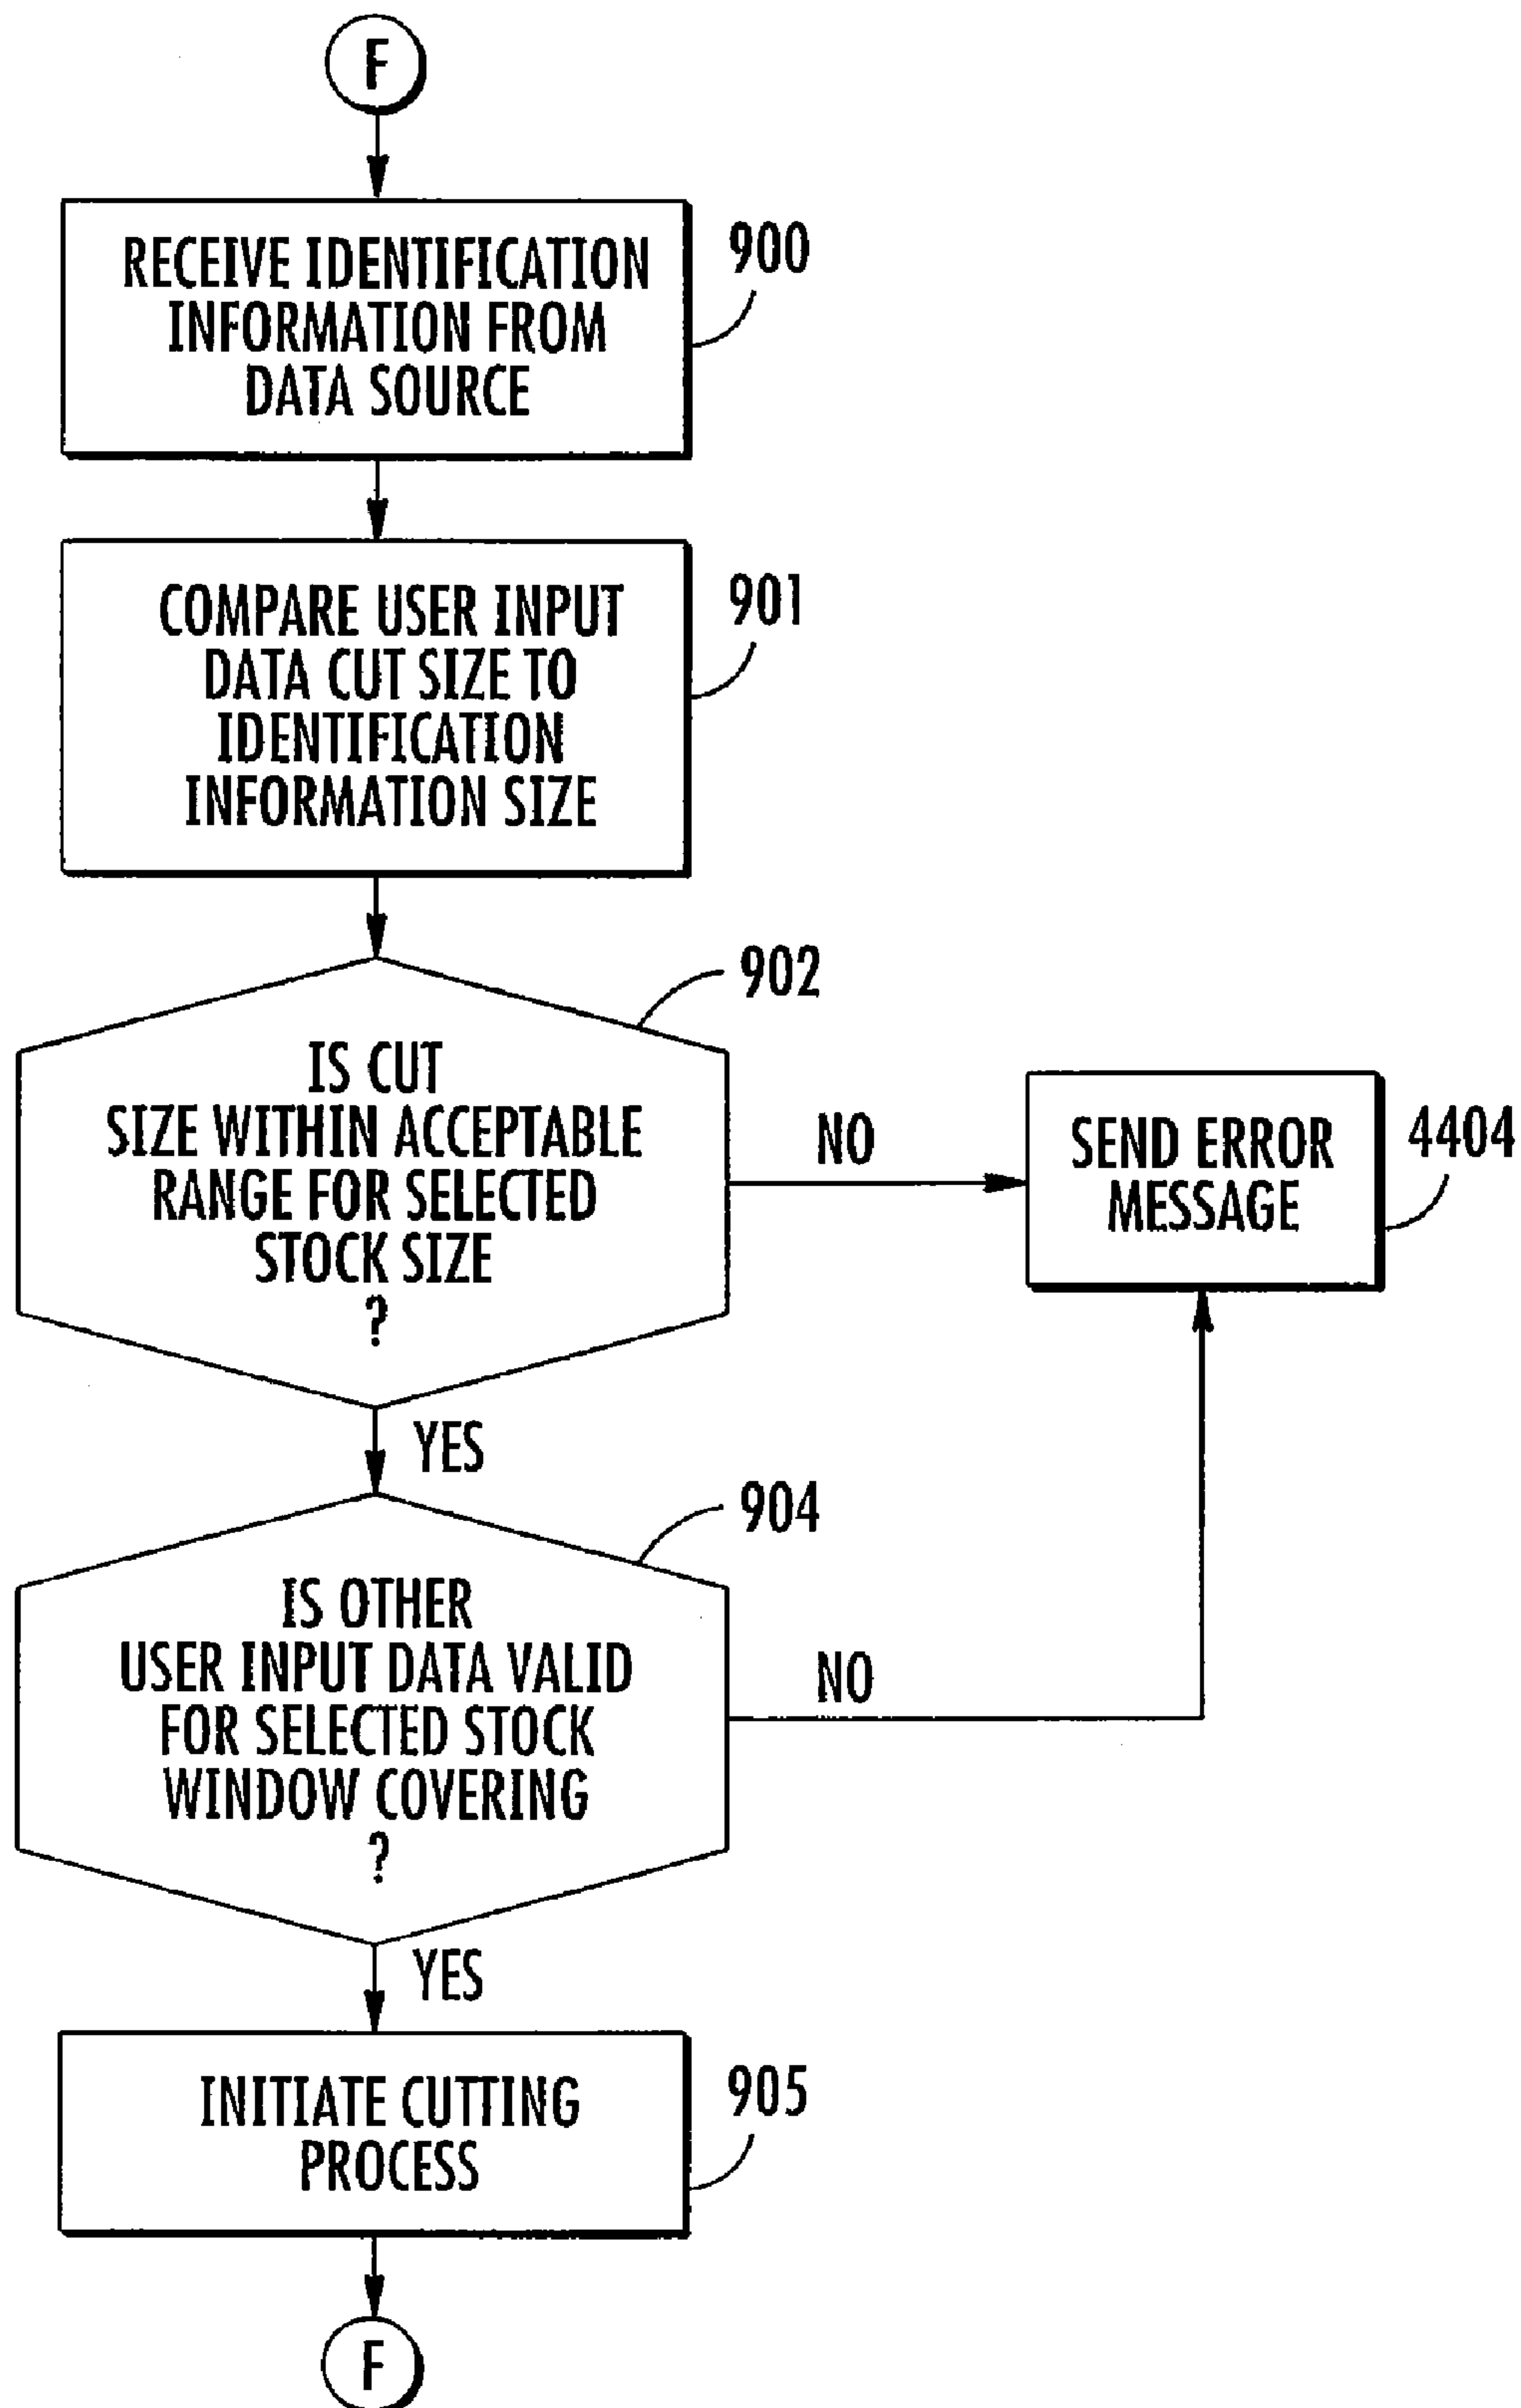 F
RECEIVE IDENTIFICATION
INFORMATION FROM
DATA SOURCE
900
COMPARE USER INPUT
DATA CUT SIZE TO
IDENTIFICATION
INFORMATION SIZE
901
902
IS CUT
SIZE WITHIN ACCEPTABLE
RANGE FOR SELECTED
STOCK SIZE
?
NO
SEND ERROR
MESSAGE
4404
YES
904
IS OTHER
USER INPUT DATA VALID
FOR SELECTED STOCK
WINDOW COVERING
?
NO
YES
INITIATE CUTTING
PROCESS
905
F